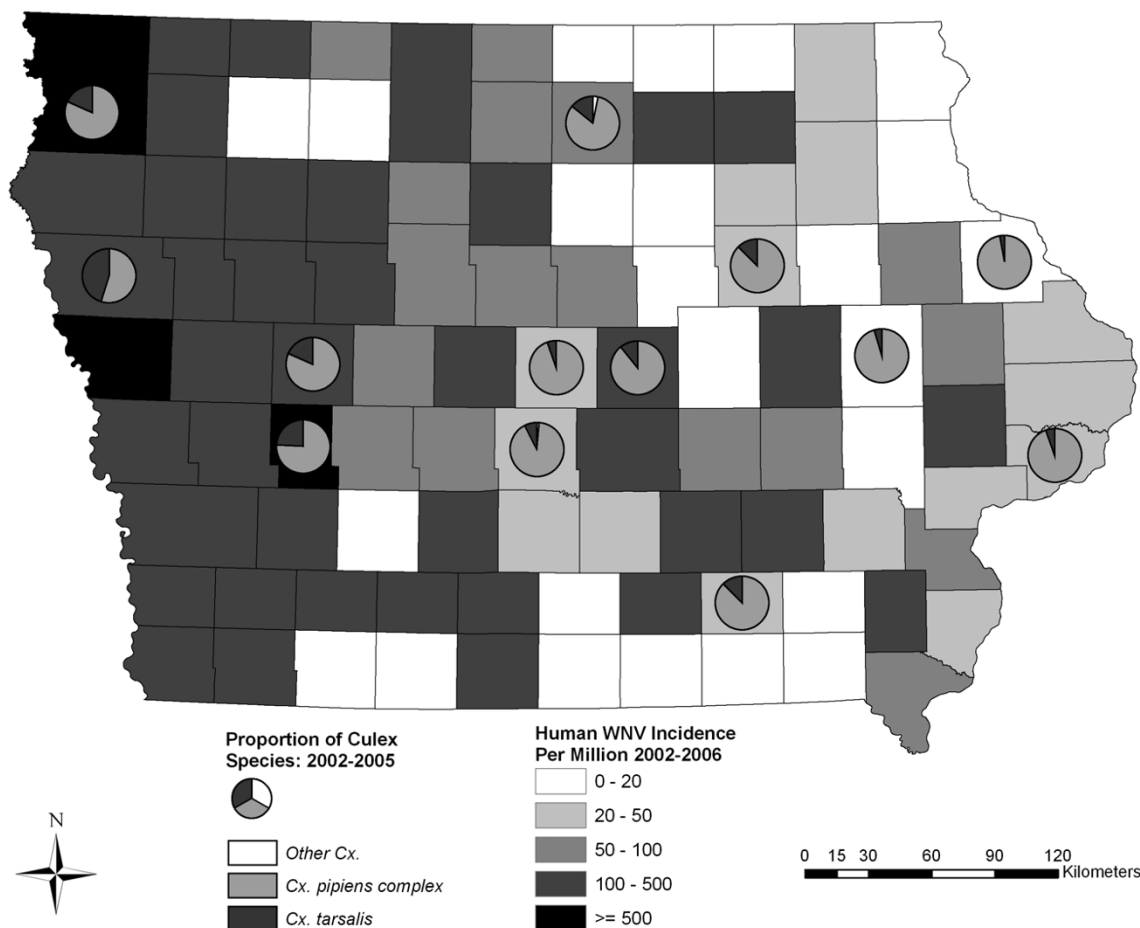 Proportion of Culex
Species: 2002-2005
Other Cx.
Cx. pipiens complex
Cx. tarsalis
Human WNV Incidence
Per Million 2002-2006
0 - 20
20 - 50
50 - 100
100 - 500
>= 500
N
0 15 30 60 90 120
Kilometers